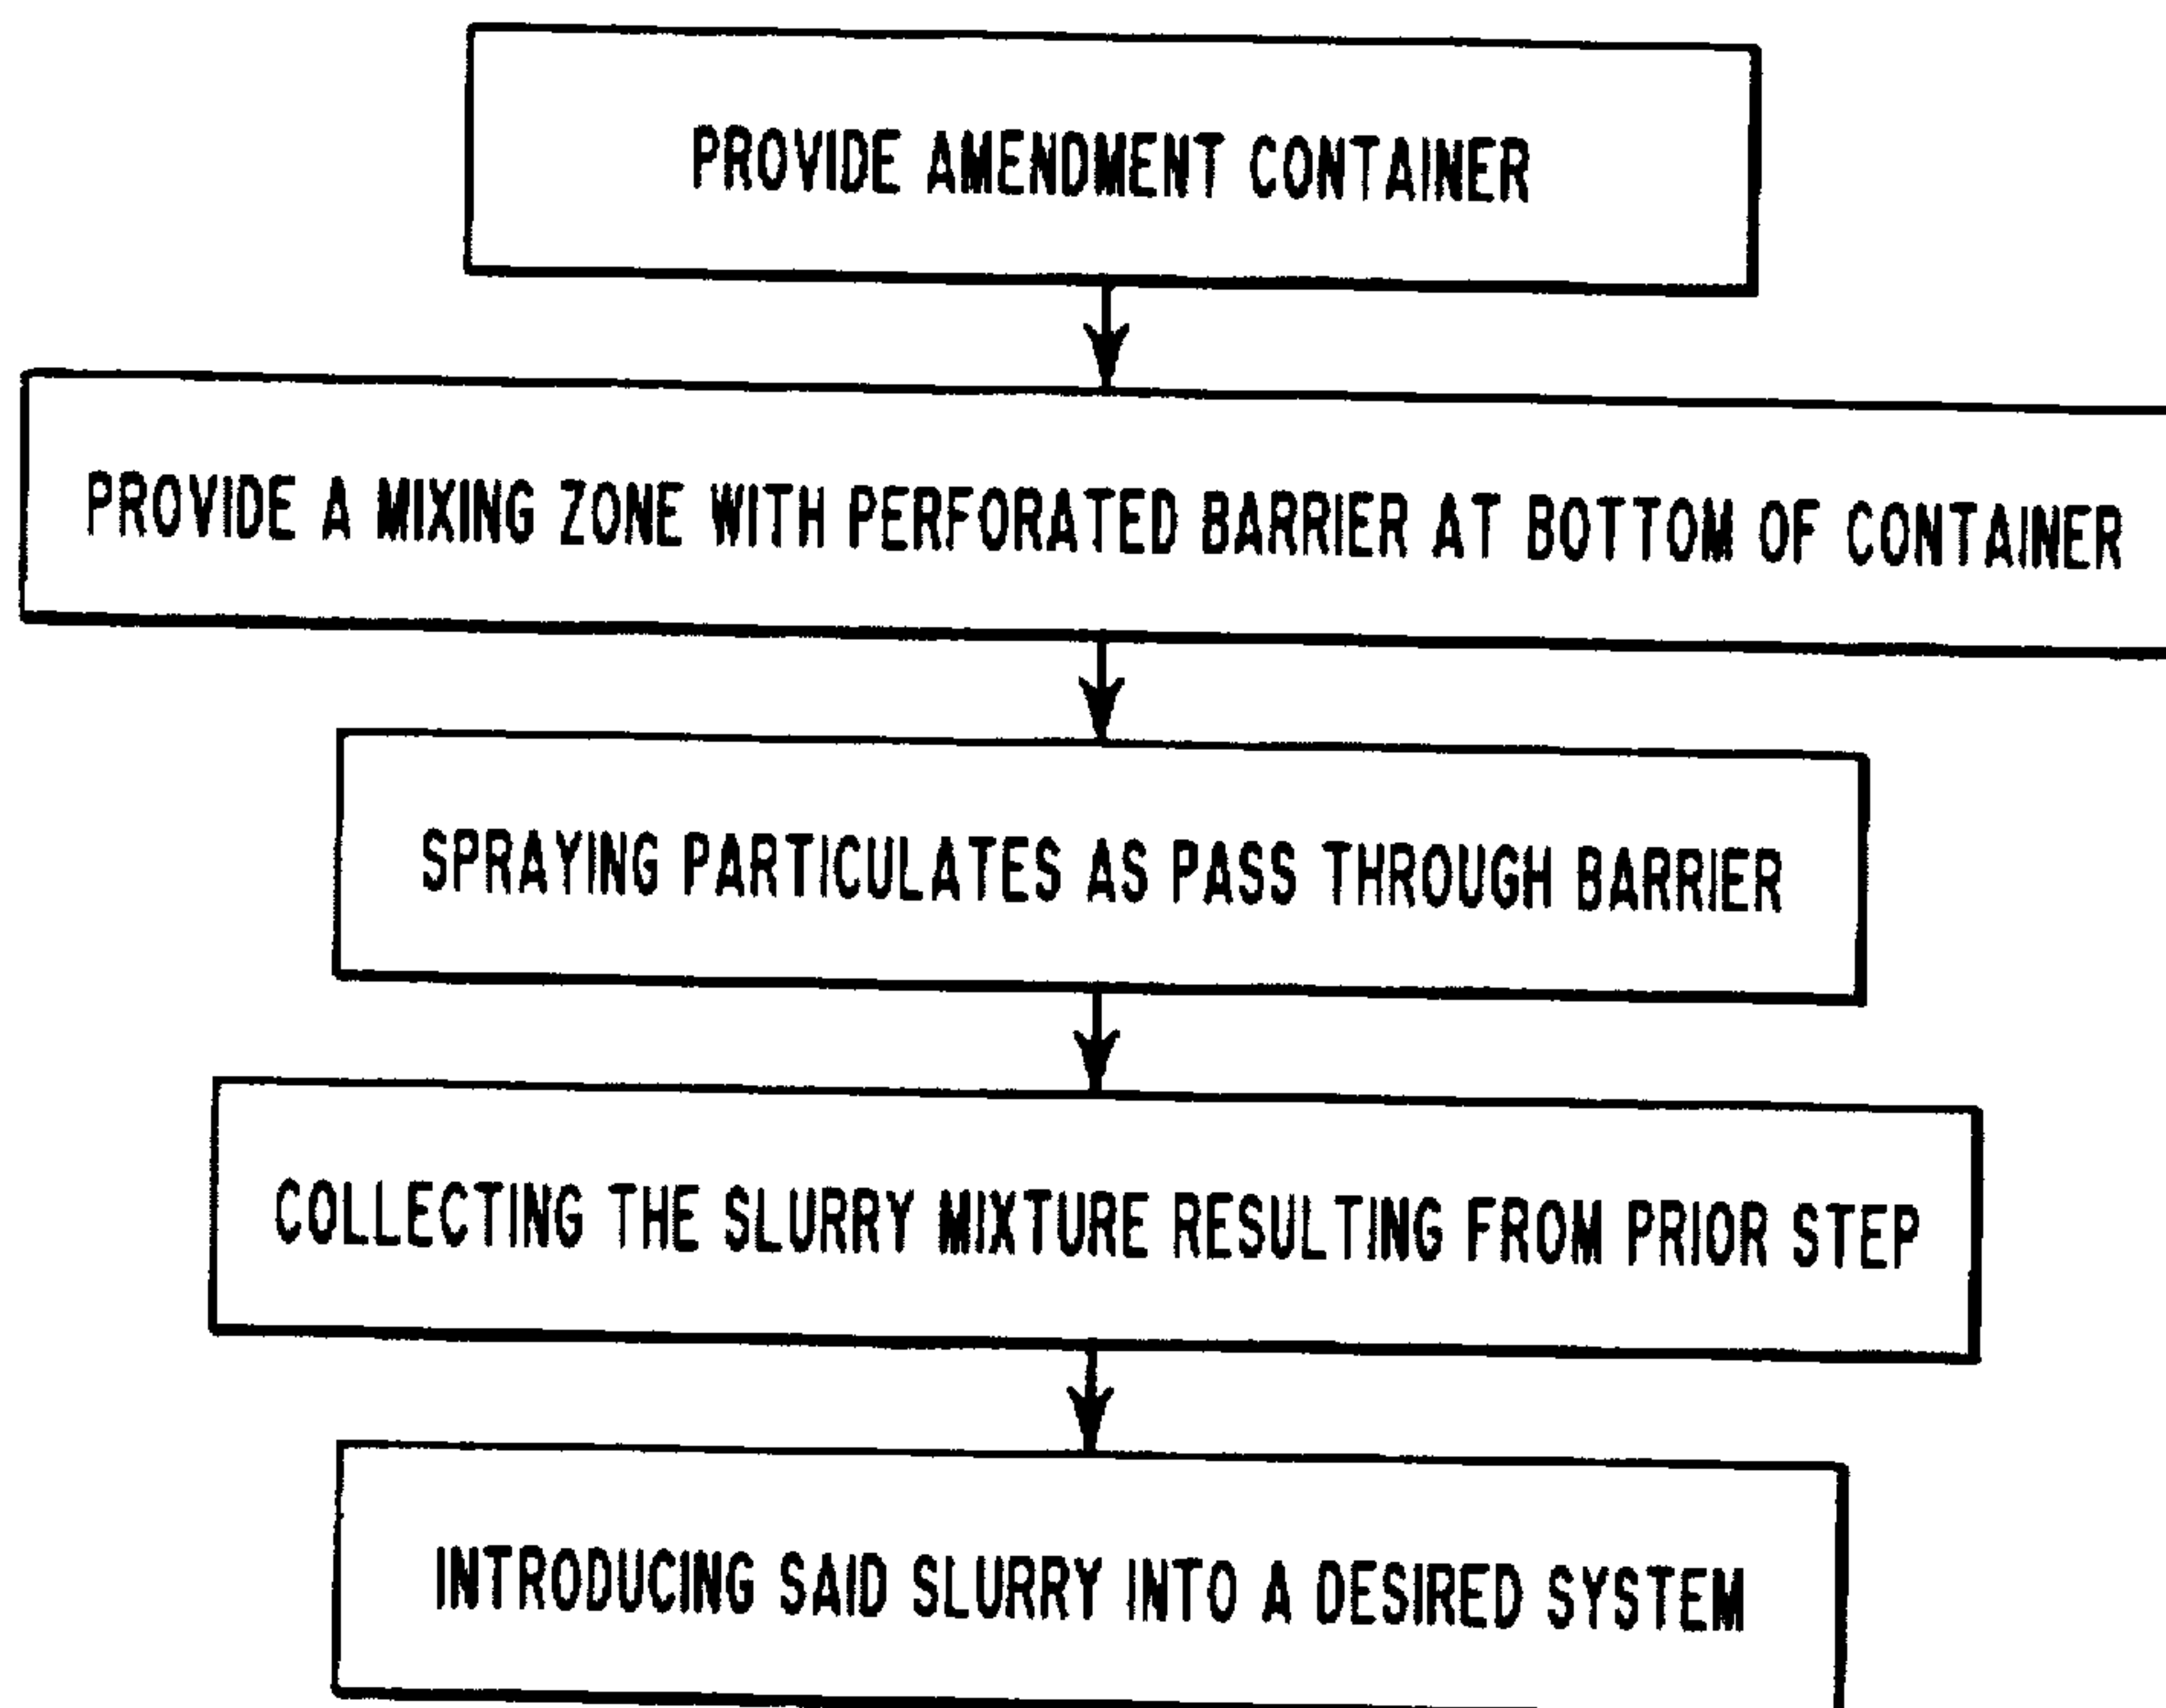 PROVIDE AMENDMENT CONTAINER
PROVIDE A MIXING ZONE WITH PERFORATED BARRIER AT BOTTOM OF CONTAINER
SPRAYING PARTICULATES AS PASS THROUGH BARRIER
COLLECTING THE SLURRY MIXTURE RESULTING FROM PRIOR STEP
INTRODUCING SAID SLURRY INTO A DESIRED SYSTEM